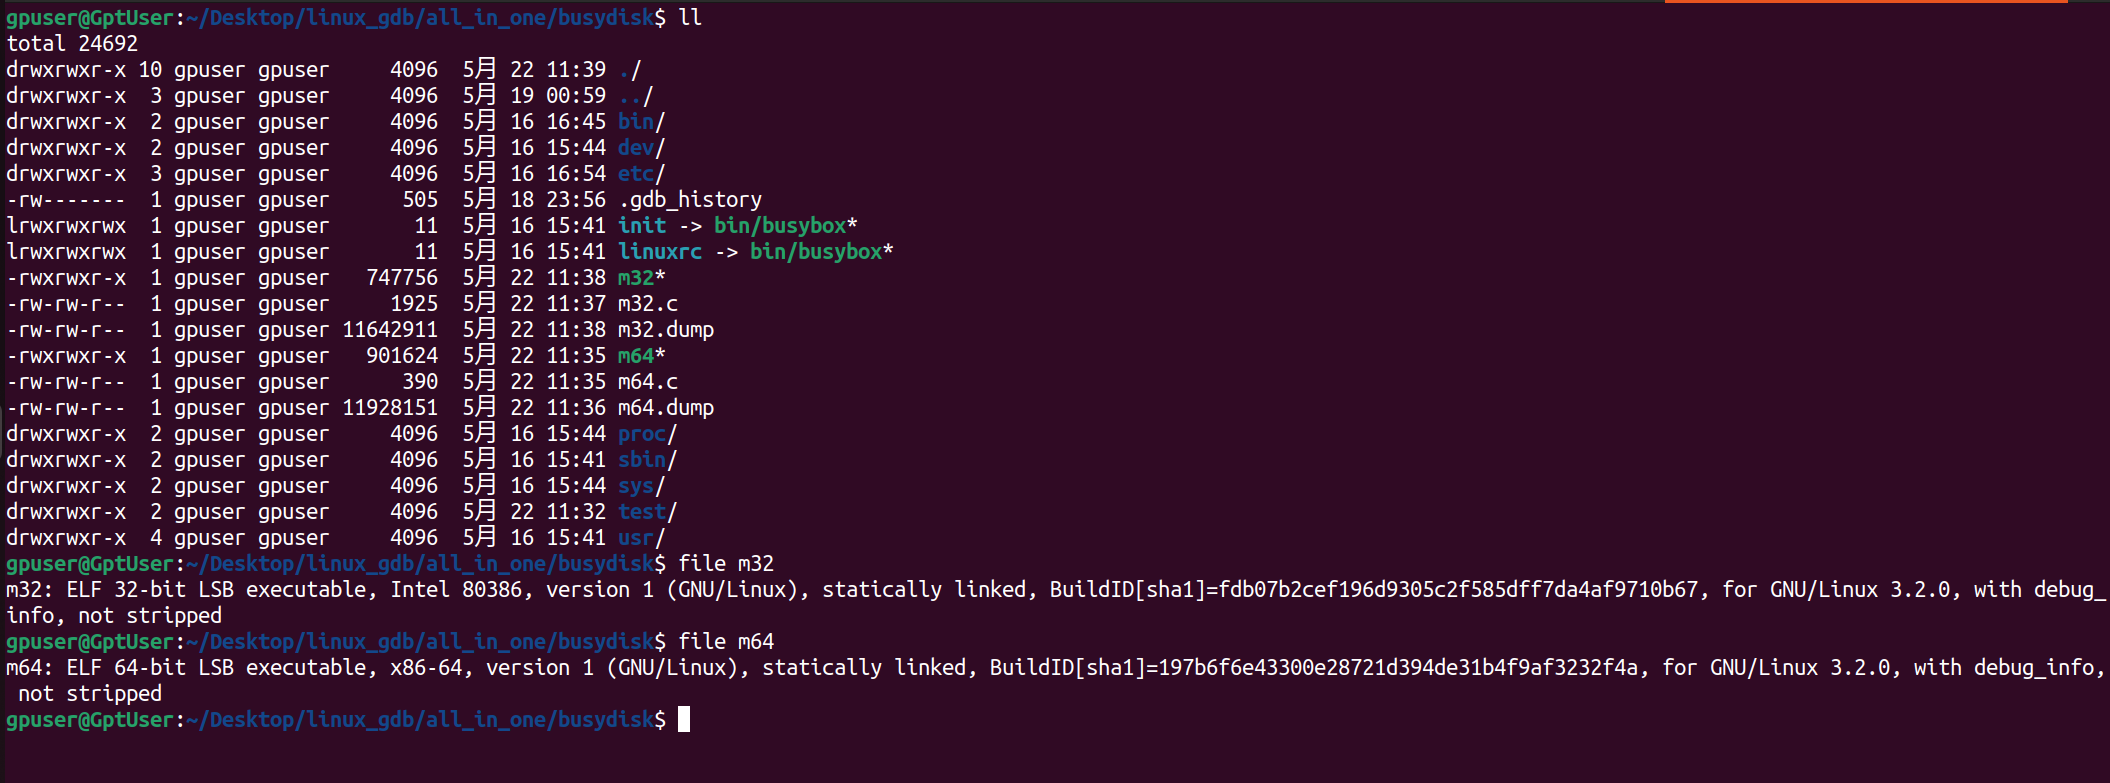 gpuser@GptUser:~/Desktop/linux_gdb/all_in_one/busydisk$ ll
total 24692
drwxrwxr-x 10 gpuser gpuser     4096  5月 22 11:39 ./
drwxrwxr-x  3 gpuser gpuser     4096  5月 19 00:59 ../
drwxrwxr-x  2 gpuser gpuser     4096  5月 16 16:45 bin/
drwxrwxr-x  2 gpuser gpuser     4096  5月 16 15:44 dev/
drwxrwxr-x  3 gpuser gpuser     4096  5月 16 16:54 etc/
-rw-------  1 gpuser gpuser      505  5月 18 23:56 .gdb_history
lrwxrwxrwx  1 gpuser gpuser       11  5月 16 15:41 init -> bin/busybox*
lrwxrwxrwx  1 gpuser gpuser       11  5月 16 15:41 linuxrc -> bin/busybox*
-rwxrwxr-x  1 gpuser gpuser   747756  5月 22 11:38 m32*
-rw-rw-r--  1 gpuser gpuser     1925  5月 22 11:37 m32.c
-rw-rw-r--  1 gpuser gpuser 11642911  5月 22 11:38 m32.dump
-rwxrwxr-x  1 gpuser gpuser   901624  5月 22 11:35 m64*
-rw-rw-r--  1 gpuser gpuser      390  5月 22 11:35 m64.c
-rw-rw-r--  1 gpuser gpuser 11928151  5月 22 11:36 m64.dump
drwxrwxr-x  2 gpuser gpuser     4096  5月 16 15:44 proc/
drwxrwxr-x  2 gpuser gpuser     4096  5月 16 15:41 sbin/
drwxrwxr-x  2 gpuser gpuser     4096  5月 16 15:44 sys/
drwxrwxr-x  2 gpuser gpuser     4096  5月 22 11:32 test/
drwxrwxr-x  4 gpuser gpuser     4096  5月 16 15:41 usr/
gpuser@GptUser:~/Desktop/linux_gdb/all_in_one/busydisk$ file m32
m32: ELF 32-bit LSB executable, Intel 80386, version 1 (GNU/Linux), statically linked, BuildID[sha1]=fdb07b2cef196d9305c2f585dff7da4af9710b67, for GNU/Linux 3.2.0, with debug_
info, not stripped
gpuser@GptUser:~/Desktop/linux_gdb/all_in_one/busydisk$ file m64
m64: ELF 64-bit LSB executable, x86-64, version 1 (GNU/Linux), statically linked, BuildID[sha1]=197b6f6e43300e28721d394de31b4f9af3232f4a, for GNU/Linux 3.2.0, with debug_info,
 not stripped
gpuser@GptUser:~/Desktop/linux_gdb/all_in_one/busydisk$